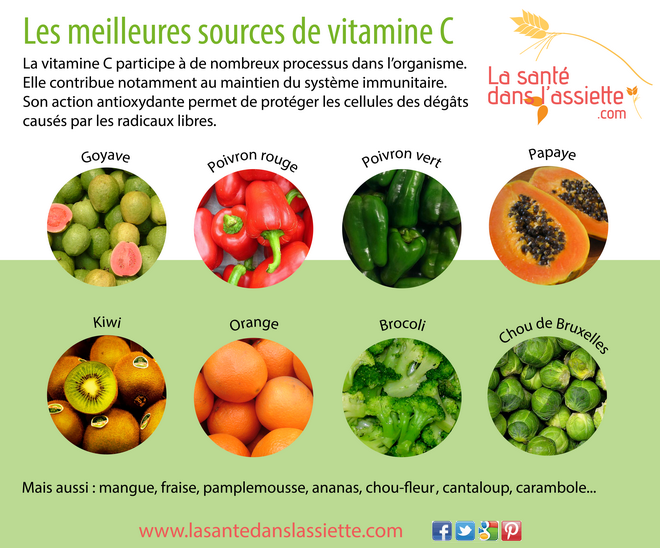 Les meilleures sources de vitamine C
La vitamine C participe à de nombreux processus dans l'organisme.
Elle contribue notamment au maintien du système immunitaire.
Son action antioxydante permet de protéger les cellules des dégâts
causés par les radicaux libres.
La santé
dans l'assiette
.com
Goyave
Poivron rouge
Poivron vert
Papaye
Kiwi
Orange
Brocoli
Chou de Bruxelles
Mais aussi : mangue, fraise, pamplemousse, ananas, chou-fleur, cantaloup, carambole...
www.lasantedanslassiette.com